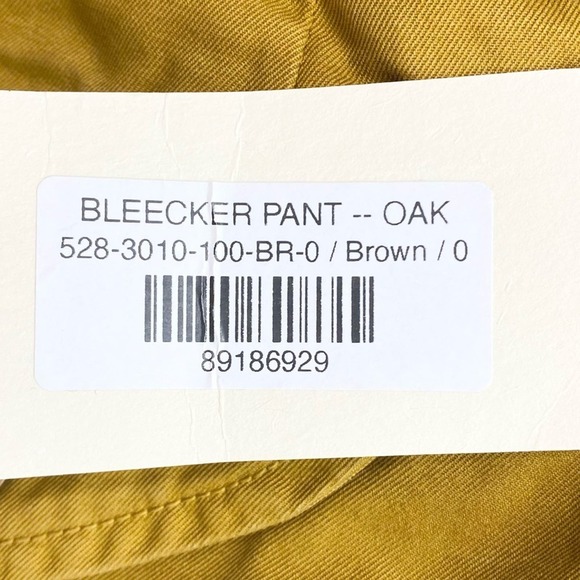 BLEECKER PANT -- OAK
528-3010-100-BR-0 / Brown / 0
89186929